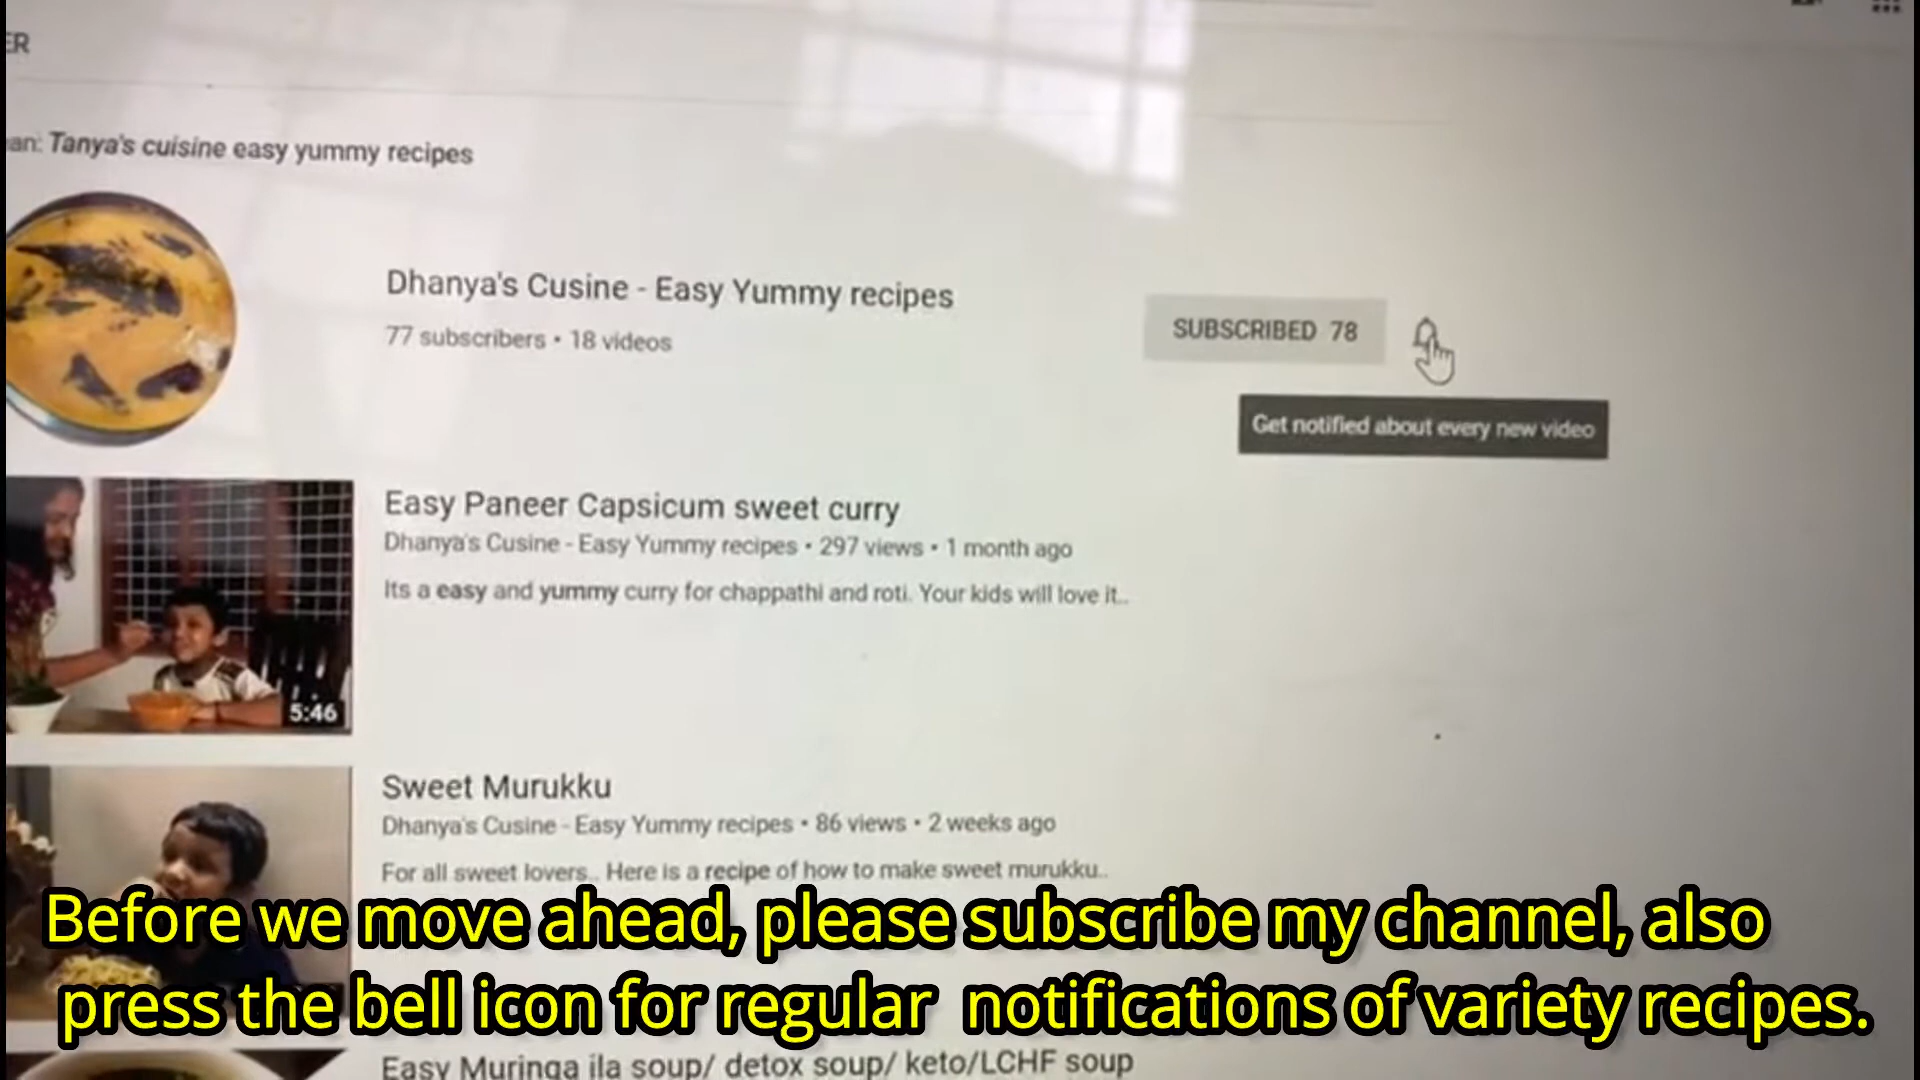 ER
an: Tanya's cuisine easy yummy recipes
Dhanya's Cusine - Easy Yummy recipes
77 subscribers • 18 videos
SUBSCRIBED 78
Get notified about every new video
Easy Paneer Capsicum sweet curry
Dhanya's Cusine - Easy Yummy recipes • 297 views • 1 month ago
Its a easy and yummy curry for chappathi and roti. Your kids will love it..
5:46
Sweet Murukku
Dhanya's Cusine - Easy Yummy recipes • 86 views • 2 weeks ago
For all sweet lovers.. Here is a recipe of how to make sweet murukku..
Before we move ahead, please subscribe my channel, also
press the bell icon for regular notifications of variety recipes.
Easy Muringa ila soup/ detox soup/ keto/LCHF soup